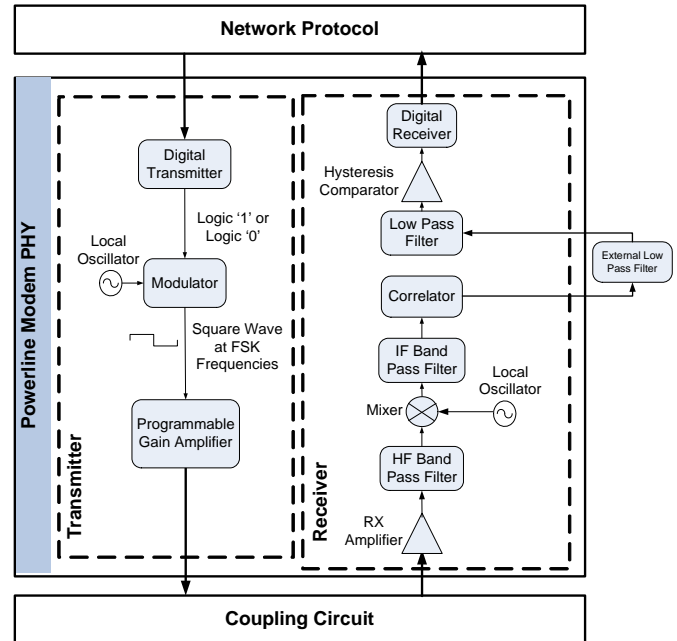 Network Protocol
Powerline Modem PHY
Transmitter
Digital
Transmitter
Logic ‘1’ or
Logic ‘0’
Local
Oscillator
Modulator
Square Wave
at FSK
Frequencies
Programmable
Gain Amplifier
Receiver
Digital
Receiver
Hysteresis
Comparator
Low Pass
Filter
External Low
Pass Filter
Correlator
IF Band
Pass Filter
Local
Oscillator
Mixer
HF Band
Pass Filter
RX
Amplifier
Coupling Circuit